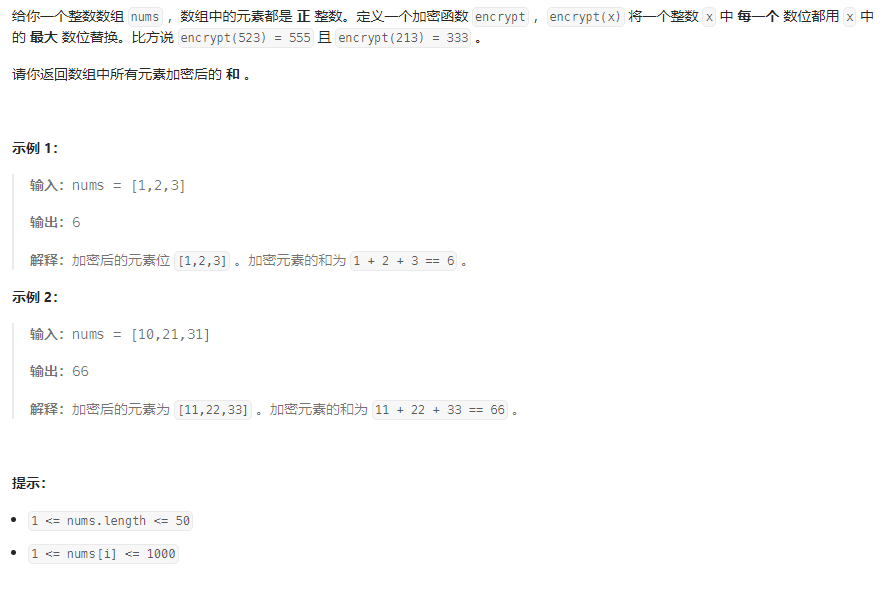 给你一个整数数组 nums ，数组中的元素都是 正 整数。定义一个加密函数 encrypt ，encrypt(x) 将一个整数 x 中 每一个 数位都用 x 中
的 最大 数位替换。比方说 encrypt(523) = 555 且 encrypt(213) = 333 。
请你返回数组中所有元素加密后的 和 。
示例 1：
输入：nums = [1,2,3]
输出：6
解释：加密后的元素位 [1,2,3] 。加密元素的和为 1 + 2 + 3 == 6 。
示例 2：
输入：nums = [10,21,31]
输出：66
解释：加密后的元素为 [11,22,33] 。加密元素的和为 11 + 22 + 33 == 66 。
提示：
• 1 <= nums.length <= 50
• 1 <= nums[i] <= 1000